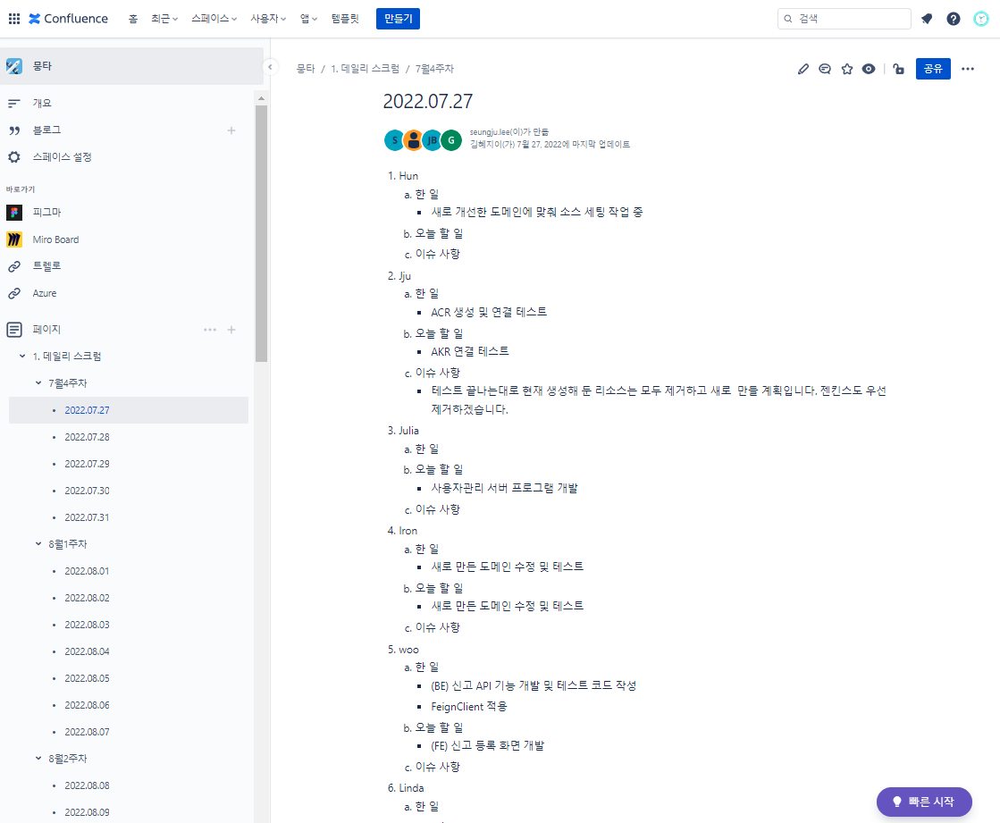 Confluence
홈
최근
스페이스
사용자
앱
템플릿
만들기
검색
뭉타
개요
블로그
스페이스 설정
바로가기
피그마
Miro Board
트렐로
Azure
페이지
1. 데일리 스크럼
7월4주차
2022.07.27
2022.07.28
2022.07.29
2022.07.30
2022.07.31
8월1주차
2022.08.01
2022.08.02
2022.08.03
2022.08.04
2022.08.05
2022.08.06
2022.08.07
8월2주차
2022.08.08
2022.08.09
뭉타 / 1. 데일리 스크럼 / 7월4주차
공유
2022.07.27
S JB G
seungju.lee(이)가 만듦
김혜지이(가) 7월 27, 2022에 마지막 업데이트
1. Hun
a. 한 일
▪ 새로 개선한 도메인에 맞춰 소스 세팅 작업 중
b. 오늘 할 일
c. 이슈 사항
2. Jju
a. 한 일
▪ ACR 생성 및 연결 테스트
b. 오늘 할 일
▪ AKR 연결 테스트
c. 이슈 사항
▪ 테스트 끝나는대로 현재 생성해 둔 리소스는 모두 제거하고 새로 만들 계획입니다. 젠킨스도 우선
제거하겠습니다.
3. Julia
a. 한 일
b. 오늘 할 일
▪ 사용자관리 서버 프로그램 개발
c. 이슈 사항
4. Iron
a. 한 일
▪ 새로 만든 도메인 수정 및 테스트
b. 오늘 할 일
▪ 새로 만든 도메인 수정 및 테스트
c. 이슈 사항
5. woo
a. 한 일
▪ (BE) 신고 API 기능 개발 및 테스트 코드 작성
▪ FeignClient 적용
b. 오늘 할 일
▪ (FE) 신고 등록 화면 개발
c. 이슈 사항
6. Linda
a. 한 일
빠른 시작